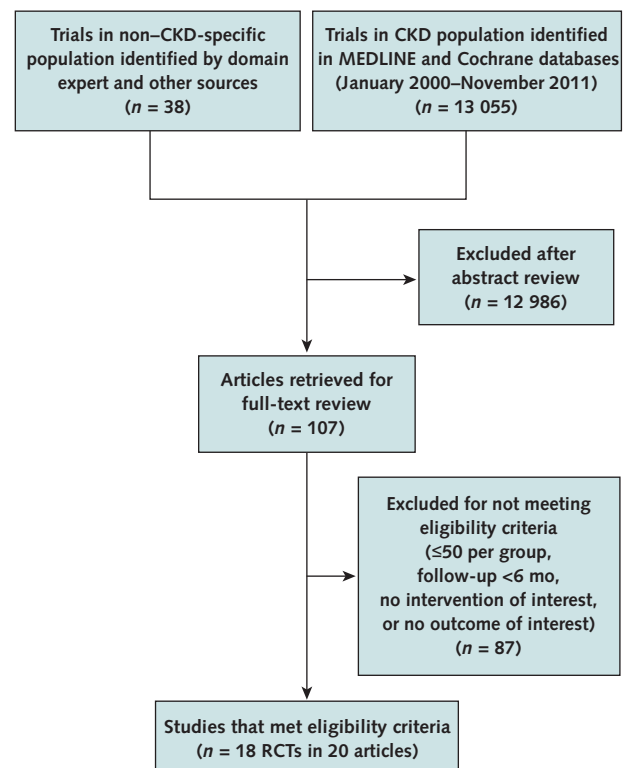 Trials in non–CKD-specific
population identified by domain
expert and other sources
(n = 38)
Trials in CKD population identified
in MEDLINE and Cochrane databases
(January 2000–November 2011)
(n = 13 055)
Excluded after
abstract review
(n = 12 986)
Articles retrieved for
full-text review
(n = 107)
Excluded for not meeting
eligibility criteria
(≤50 per group,
follow-up <6 mo,
no intervention of interest,
or no outcome of interest)
(n = 87)
Studies that met eligibility criteria
(n = 18 RCTs in 20 articles)